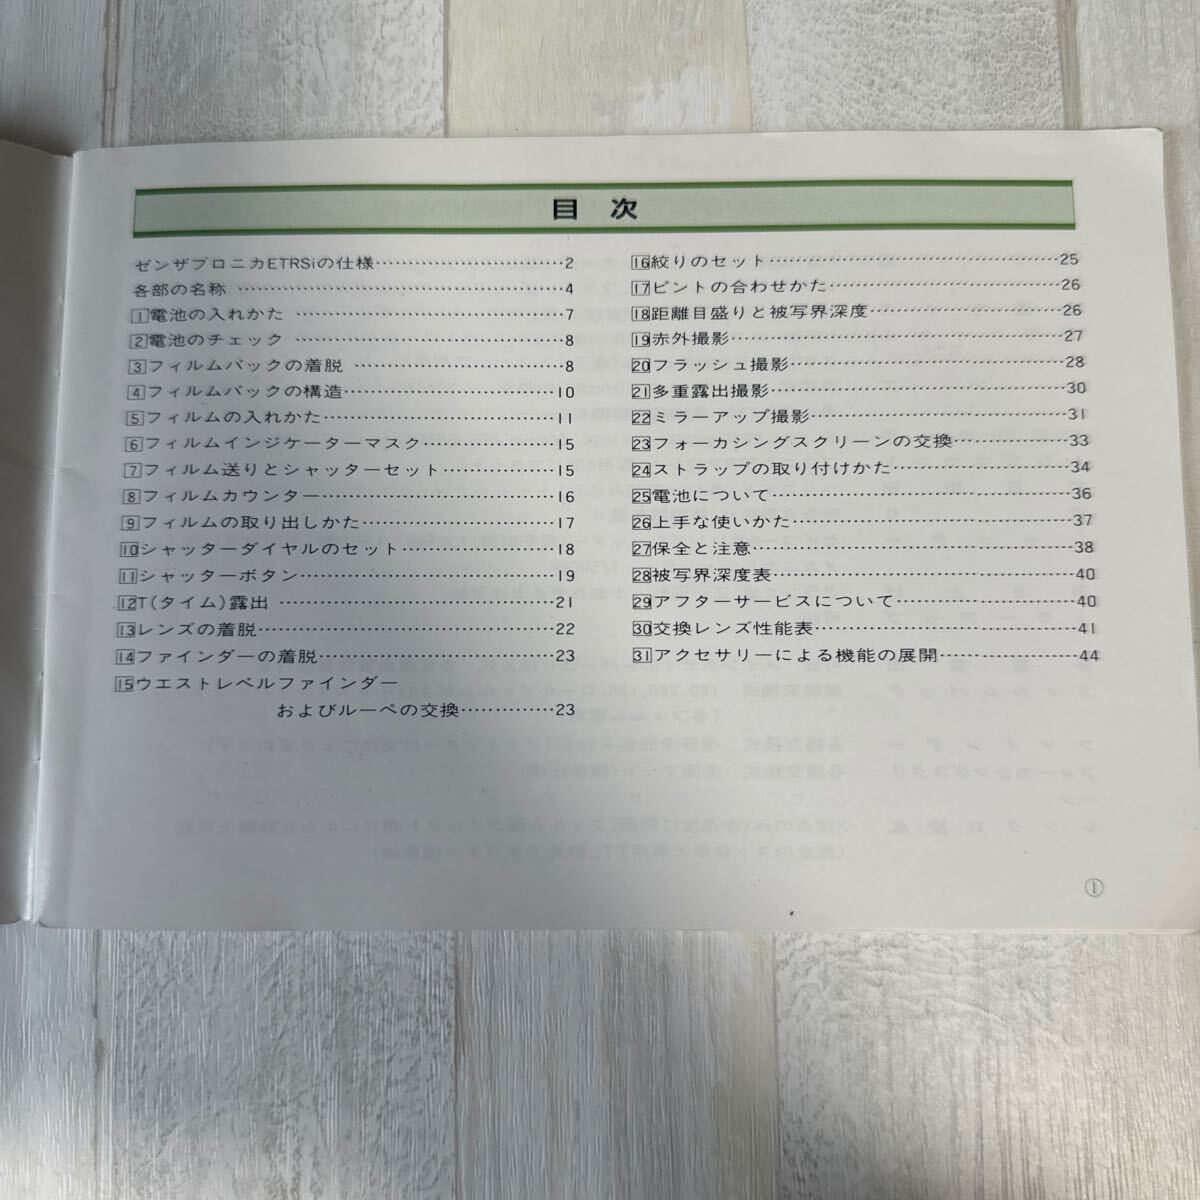 目 次
ゼンザブロニカETRSiの仕様…………………………2
各部の名称…………………………………………4
1電池の入れかた…………………………………7
2電池のチェック…………………………………8
3フィルムバックの着脱……………………………8
4フィルムバックの構造……………………………10
5フィルムの入れかた………………………………11
6フィルムインジケーターマスク…………………15
7フィルム送りとシャッターセット………………15
8フィルムカウンター………………………………16
9フィルムの取り出しかた…………………………17
10シャッターダイヤルのセット……………………18
11シャッターボタン…………………………………19
12T(タイム)露出……………………………………21
13レンズの着脱………………………………………22
14ファインダーの着脱………………………………23
15ウエストレベルファインダー
およびルーペの交換……………23
16絞りのセット………………………………………25
17ピントの合わせかた………………………………26
18距離目盛りと被写界深度…………………………26
19赤外撮影……………………………………………27
20フラッシュ撮影……………………………………28
21多重露出撮影………………………………………30
22ミラーアップ撮影…………………………………31
23フォーカシングスクリーンの交換………………33
24ストラップの取り付けかた………………………34
25電池について………………………………………36
26上手な使いかた……………………………………37
27保全と注意…………………………………………38
28被写界深度表………………………………………40
29アフターサービスについて………………………40
30交換レンズ性能表…………………………………41
31アクセサリーによる機能の展開…………………44
①